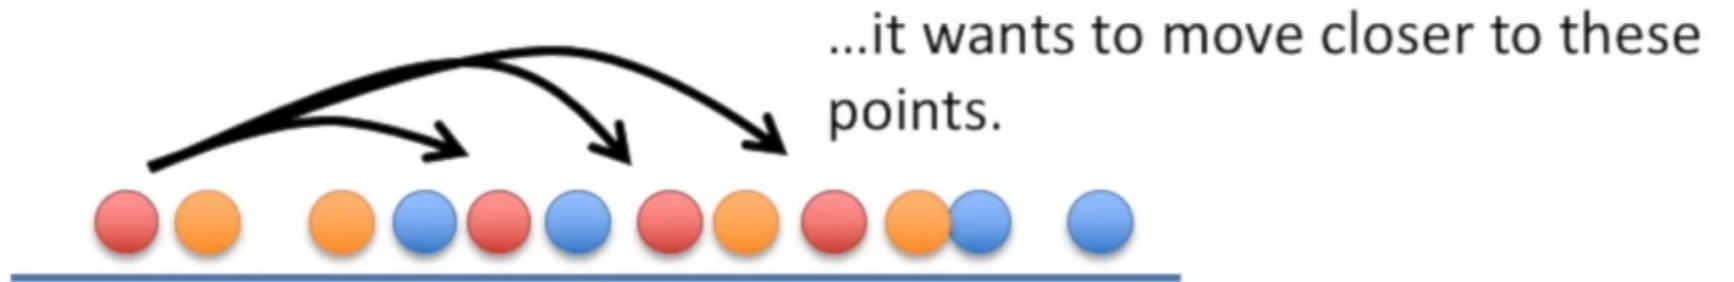 ...it wants to move closer to these
points.